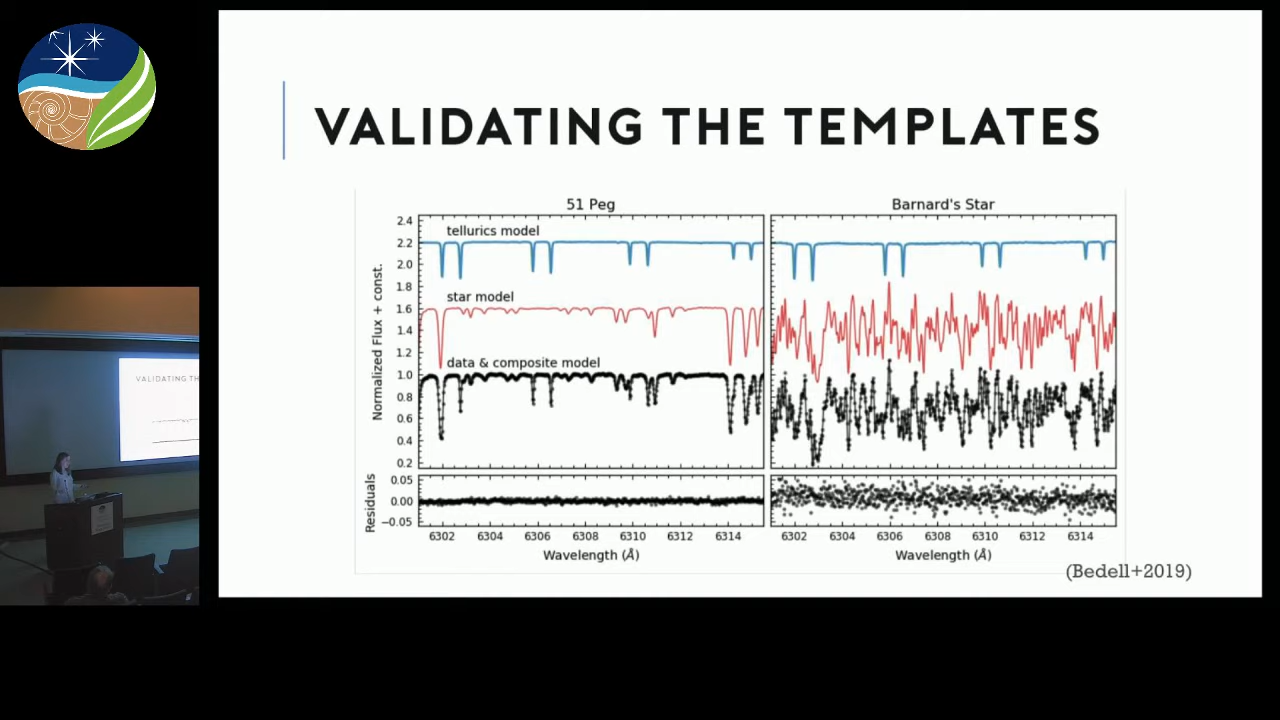 VALIDATING THE TEMPLATES
51 Peg
Barnard's Star
Normalized Flux + const.
2.4
2.2
2.0
1.8
1.6
1.4
1.2
1.0
0.8
0.6
0.4
0.2
tellurics model
star model
data & composite model
Residuals
0.05
0.00
−0.05
6302 6304 6306 6308 6310 6312 6314
6302 6304 6306 6308 6310 6312 6314
Wavelength (Å)
Wavelength (Å)
(Bedell+2019)
VALIDATING TH